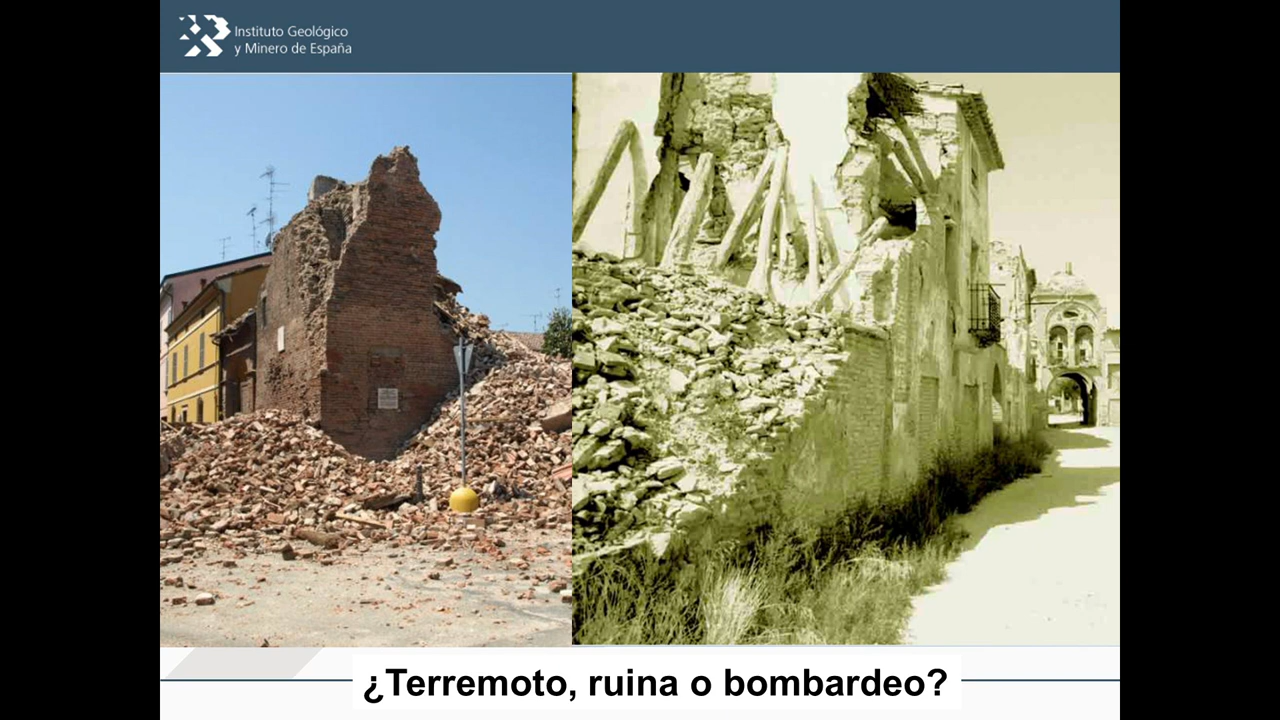 Instituto Geológico
y Minero de España
¿Terremoto, ruina o bombardeo?